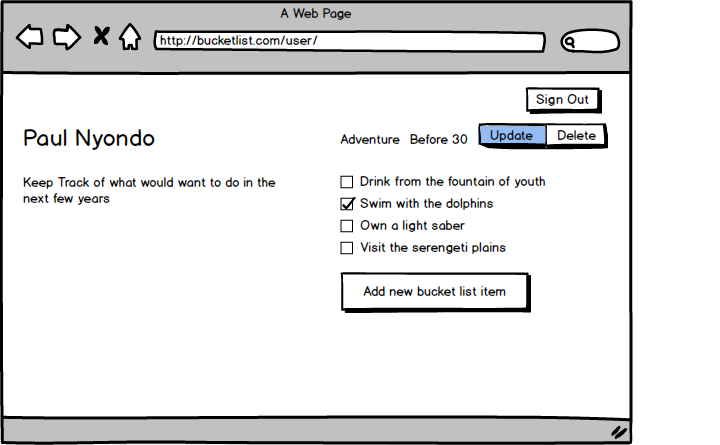 A Web Page
http://bucketlist.com/user/
Sign Out
Paul Nyondo
Adventure Before 30 Update Delete
Keep Track of what would want to do in the
next few years
Drink from the fountain of youth
Swim with the dolphins
Own a light saber
Visit the serengeti plains
Add new bucket list item